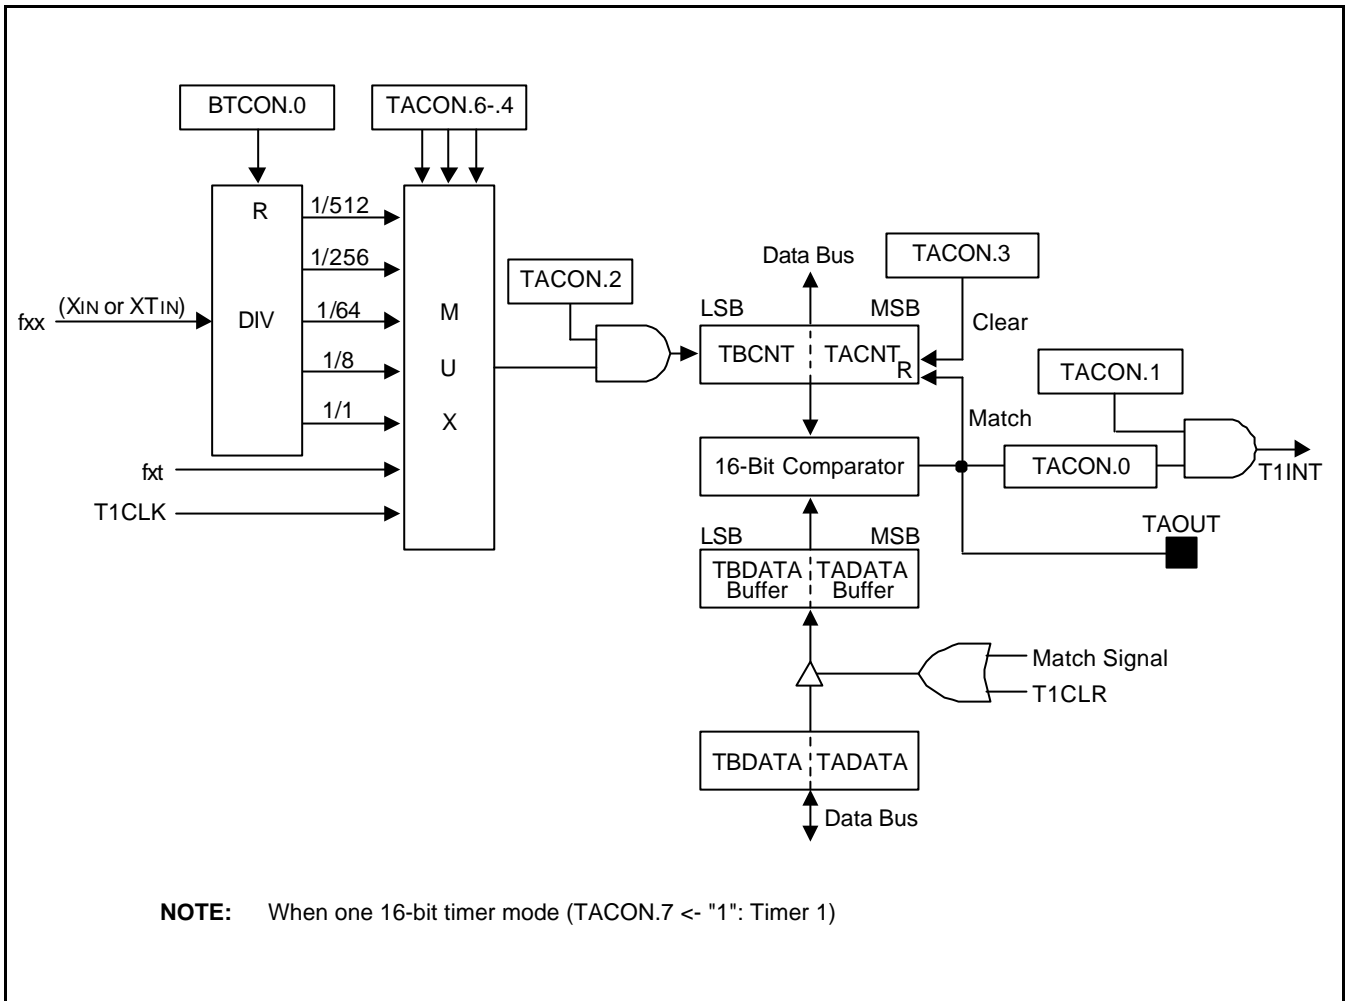 BTCON.0
TACON.6-.4
R
1/512
1/256
fxx
(XIN or XTIN)
DIV
1/64
1/8
1/1
M
U
X
fxt
T1CLK
TACON.2
Data Bus
TACON.3
LSB
MSB
Clear
TBCNT
TACNT
R
Match
TACON.1
16-Bit Comparator
TACON.0
T1INT
TAOUT
LSB
MSB
TBDATA
Buffer
TADATA
Buffer
Match Signal
T1CLR
TBDATA
TADATA
Data Bus
NOTE: When one 16-bit timer mode (TACON.7 <- "1": Timer 1)